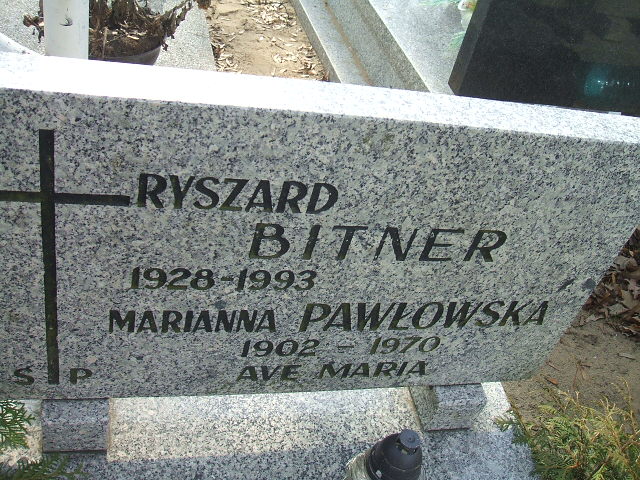 RYSZARD
BITNER
1928-1993
MARIANNA PAWŁOWSKA
1902 - 1970
Ś P AVE MARIA